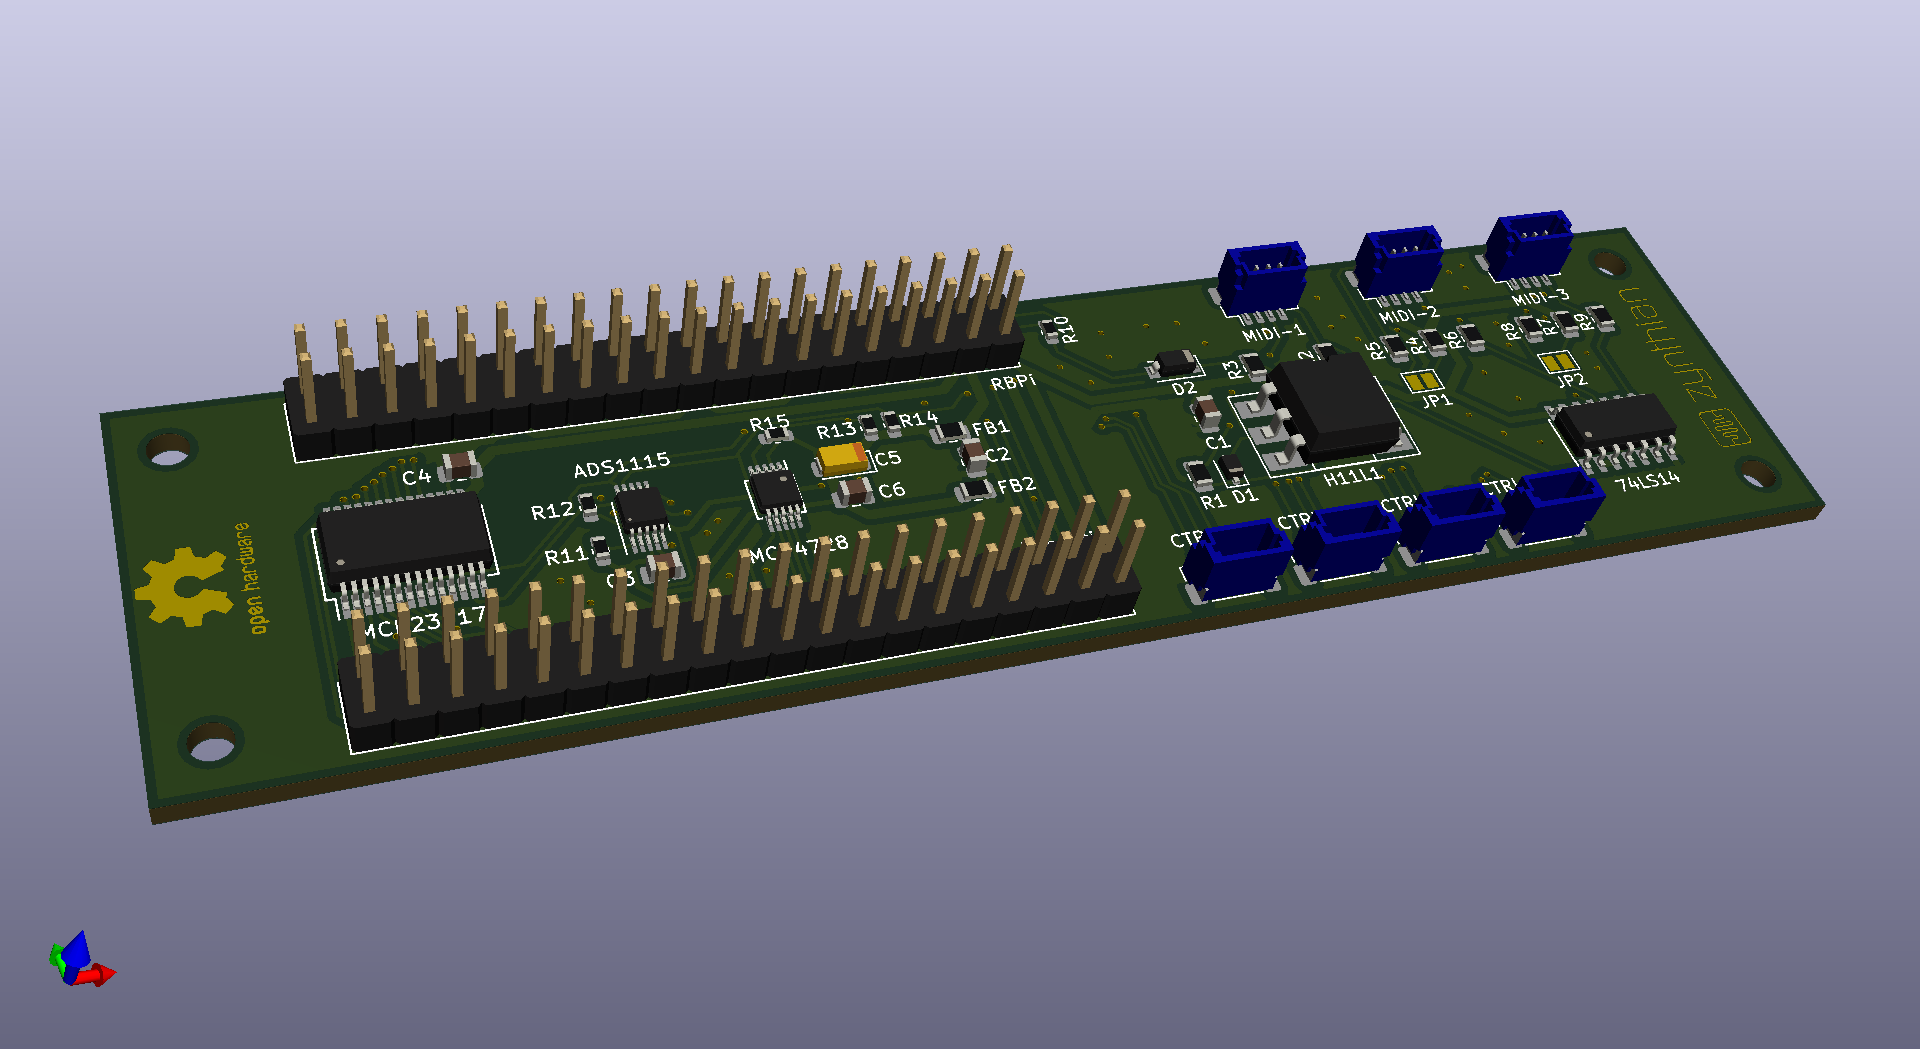 RBPi
R10
MIDI-1
MIDI-2
MIDI-3
D2
R3
R5
R4
R6
R8
R7
R9
JP1
JP2
C1
R1
D1
H11L1
74LS14
R15
R13
R14
FB1
C5
C2
C6
FB2
C4
ADS1115
R12
R11
open hardware
zynthian